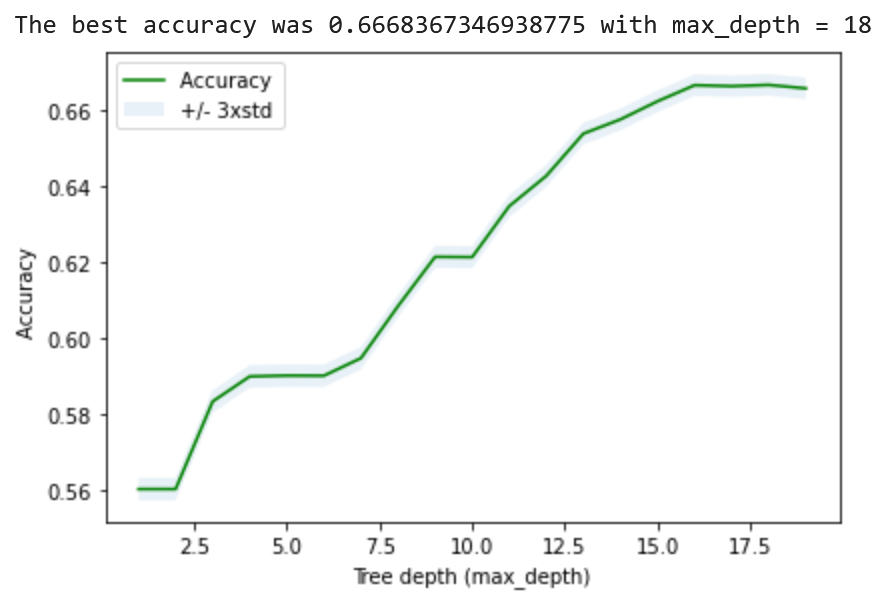 The best accuracy was 0.6668367346938775 with max_depth = 18
Accuracy
+/- 3xstd
0.66
0.64
0.62
0.60
0.58
0.56
Accuracy
2.5 5.0 7.5 10.0 12.5 15.0 17.5
Tree depth (max_depth)